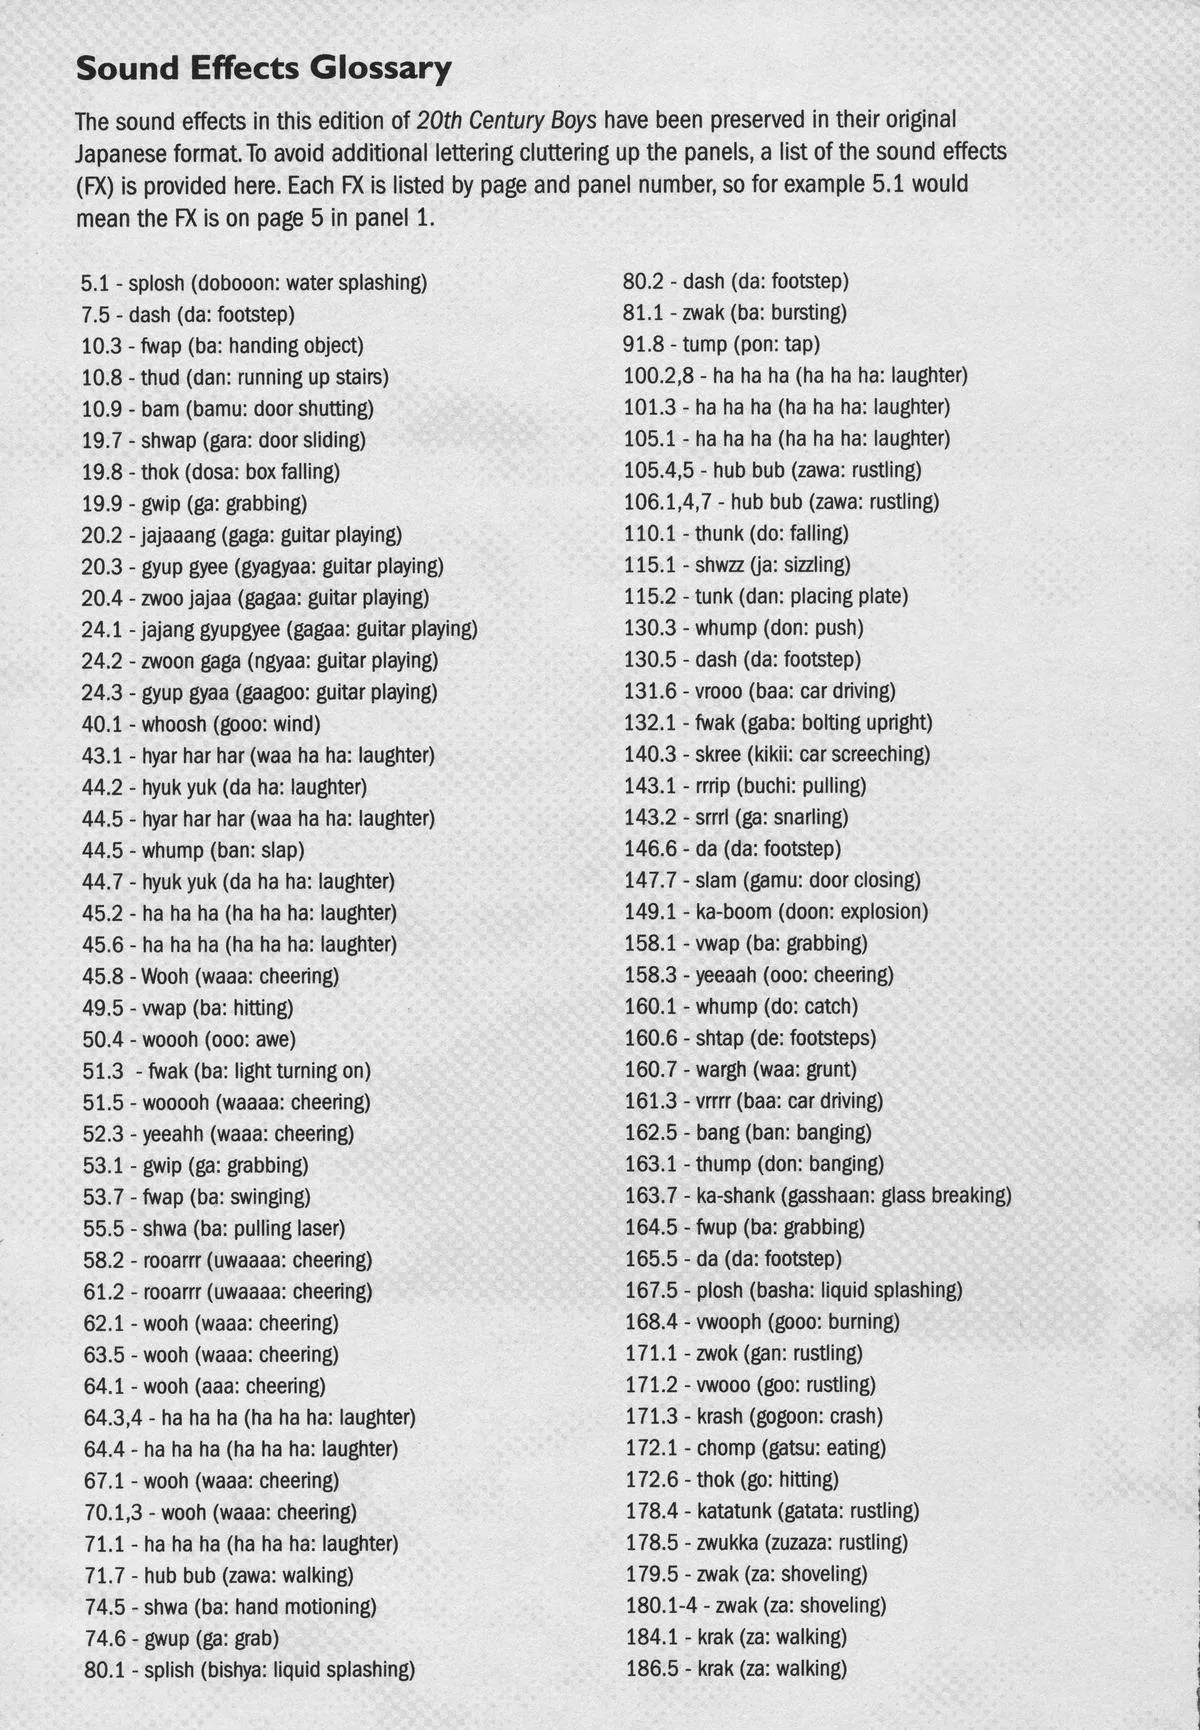 Sound Effects Glossary
The sound effects in this edition of 20th Century Boys have been preserved in their original
Japanese format. To avoid additional lettering cluttering up the panels, a list of the sound effects
(FX) is provided here. Each FX is listed by page and panel number, so for example 5.1 would
mean the FX is on page 5 in panel 1.
5.1 - splosh (dobooon: water splashing)
7.5 - dash (da: footstep)
10.3 - fwap (ba: handing object)
10.8 - thud (dan: running up stairs)
10.9 - bam (bamu: door shutting)
19.7 - shwap (gara: door sliding)
19.8 - thok (dosa: box falling)
19.9 - gwip (ga: grabbing)
20.2 - jajaaang (gaga: guitar playing)
20.3 - gyup gyee (gyagyaa: guitar playing)
20.4 - zwoo jajaa (gagaa: guitar playing)
24.1 - jajang gyupgyee (gagaa: guitar playing)
24.2 - zwoon gaga (ngyaa: guitar playing)
24.3 - gyup gyaa (gaagoo: guitar playing)
40.1 - whoosh (gooo: wind)
43.1 - hyar har har (waa ha ha: laughter)
44.2 - hyuk yuk (da ha: laughter)
44.5 - hyar har har (waa ha ha: laughter)
44.5 - whump (ban: slap)
44.7 - hyuk yuk (da ha ha: laughter)
45.2 - ha ha ha (ha ha ha: laughter)
45.6 - ha ha ha (ha ha ha: laughter)
45.8 - Wooh (waaa: cheering)
49.5 - vwap (ba: hitting)
50.4 - woooh (ooo: awe)
51.3 - fwak (ba: light turning on)
51.5 - wooooh (waaaa: cheering)
52.3 - yeeahh (waaa: cheering)
53.1 - gwip (ga: grabbing)
53.7 - fwap (ba: swinging)
55.5 - shwa (ba: pulling laser)
58.2 - rooarrr (uwaaaa: cheering)
61.2 - rooarrr (uwaaaa: cheering)
62.1 - wooh (waaa: cheering)
63.5 - wooh (waaa: cheering)
64.1 - wooh (aaa: cheering)
64.3,4 - ha ha ha (ha ha ha: laughter)
64.4 - ha ha ha (ha ha ha: laughter)
67.1 - wooh (waaa: cheering)
70.1,3 - wooh (waaa: cheering)
71.1 - ha ha ha (ha ha ha: laughter)
71.7 - hub bub (zawa: walking)
74.5 - shwa (ba: hand motioning)
74.6 - gwup (ga: grab)
80.1 - splish (bishya: liquid splashing)
80.2 - dash (da: footstep)
81.1 - zwak (ba: bursting)
91.8 - tump (pon: tap)
100.2,8 - ha ha ha (ha ha ha: laughter)
101.3 - ha ha ha (ha ha ha: laughter)
105.1 - ha ha ha (ha ha ha: laughter)
105.4,5 - hub bub (zawa: rustling)
106.1,4,7 - hub bub (zawa: rustling)
110.1 - thunk (do: falling)
115.1 - shwzz (ja: sizzling)
115.2 - tunk (dan: placing plate)
130.3 - whump (don: push)
130.5 - dash (da: footstep)
131.6 - vrooo (baa: car driving)
132.1 - fwak (gaba: bolting upright)
140.3 - skree (kikii: car screeching)
143.1 - rrrip (buchi: pulling)
143.2 - srrrl (ga: snarling)
146.6 - da (da: footstep)
147.7 - slam (gamu: door closing)
149.1 - ka-boom (doon: explosion)
158.1 - vwap (ba: grabbing)
158.3 - yeeaah (ooo: cheering)
160.1 - whump (do: catch)
160.6 - shtap (de: footsteps)
160.7 - wargh (waa: grunt)
161.3 - vrrrr (baa: car driving)
162.5 - bang (ban: banging)
163.1 - thump (don: banging)
163.7 - ka-shank (gasshaan: glass breaking)
164.5 - fwup (ba: grabbing)
165.5 - da (da: footstep)
167.5 - plosh (basha: liquid splashing)
168.4 - vwooph (gooo: burning)
171.1 - zwok (gan: rustling)
171.2 - vwooo (goo: rustling)
171.3 - krash (gogoon: crash)
172.1 - chomp (gatsu: eating)
172.6 - thok (go: hitting)
178.4 - katatunk (gatata: rustling)
178.5 - zwukka (zuzaza: rustling)
179.5 - zwak (za: shoveling)
180.1-4 - zwak (za: shoveling)
184.1 - krak (za: walking)
186.5 - krak (za: walking)